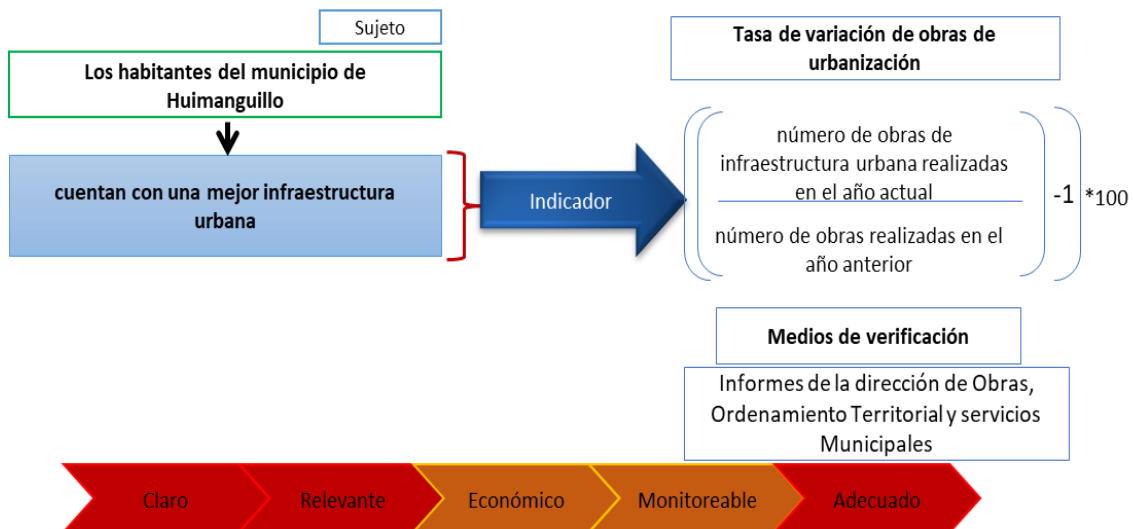 Sujeto
Los habitantes del municipio de
Huimanguillo
cuentan con una mejor infraestructura
urbana
Indicador
Tasa de variación de obras de
urbanización
número de obras de
infraestructura urbana realizadas
en el año actual
-1 *100
número de obras realizadas en el
año anterior
Medios de verificación
Informes de la dirección de Obras,
Ordenamiento Territorial y servicios
Municipales
Claro Relevante Económico Monitoreable Adecuado